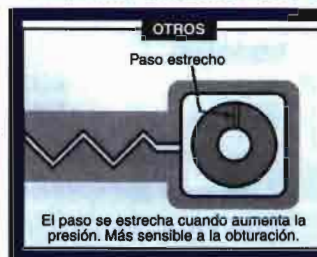 OTROS
Paso estrecho
El paso se estrecha cuando aumenta la
presión. Más sensible a la obturación.